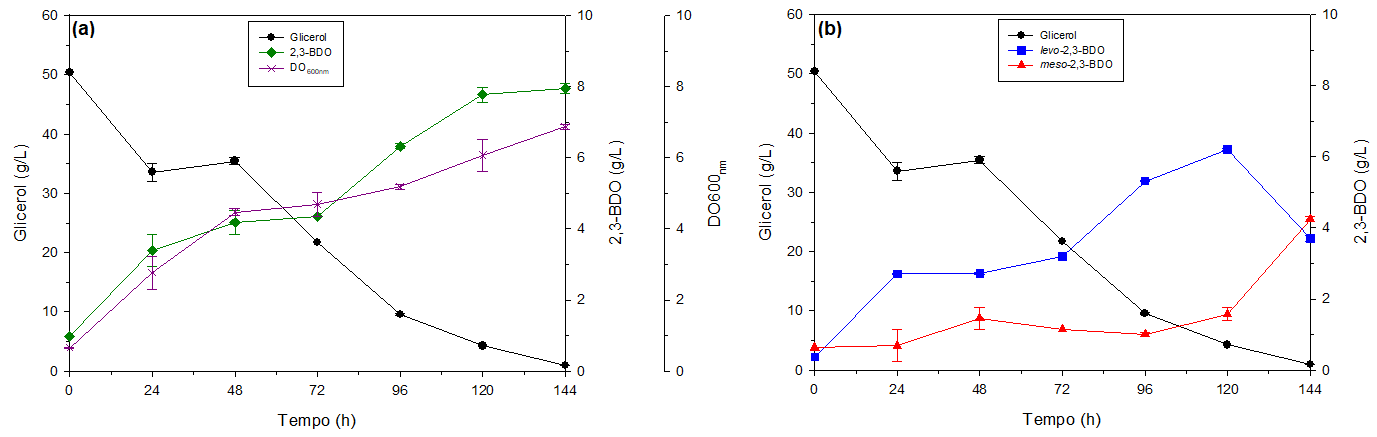 (a)
Glicerol
2,3-BDO
DO600nm
60
50
40
30
20
10
0
Glicerol (g/L)
0 24 48 72 96 120 144
Tempo (h)
10
8
6
4
2
0
2,3-BDO (g/L)
10
8
6
4
2
0
DO600nm
(b)
Glicerol
levo-2,3-BDO
meso-2,3-BDO
60
50
40
30
20
10
0
Glicerol (g/L)
0 24 48 72 96 120 144
Tempo (h)
10
8
6
4
2
0
2,3-BDO (g/L)